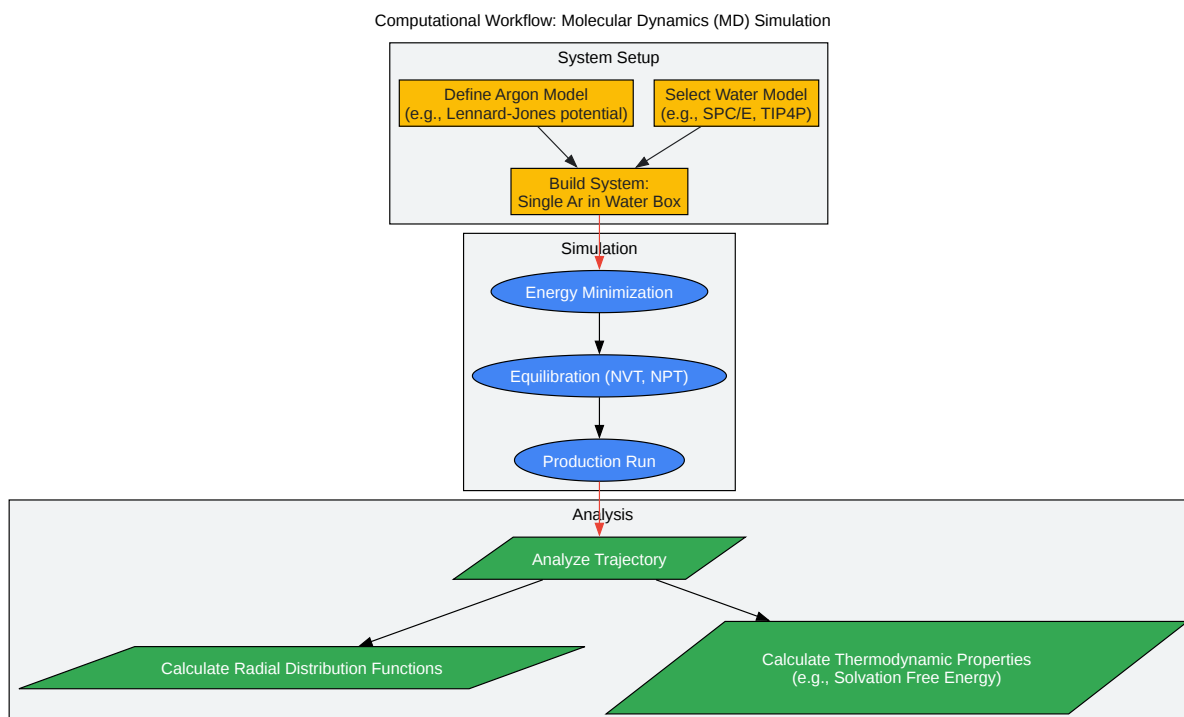 Computational Workflow: Molecular Dynamics (MD) Simulation
System Setup
Define Argon Model
(e.g., Lennard-Jones potential)
Select Water Model
(e.g., SPC/E, TIP4P)
Build System:
Single Ar in Water Box
Simulation
Energy Minimization
Equilibration (NVT, NPT)
Production Run
Analysis
Analyze Trajectory
Calculate Radial Distribution Functions
Calculate Thermodynamic Properties
(e.g., Solvation Free Energy)